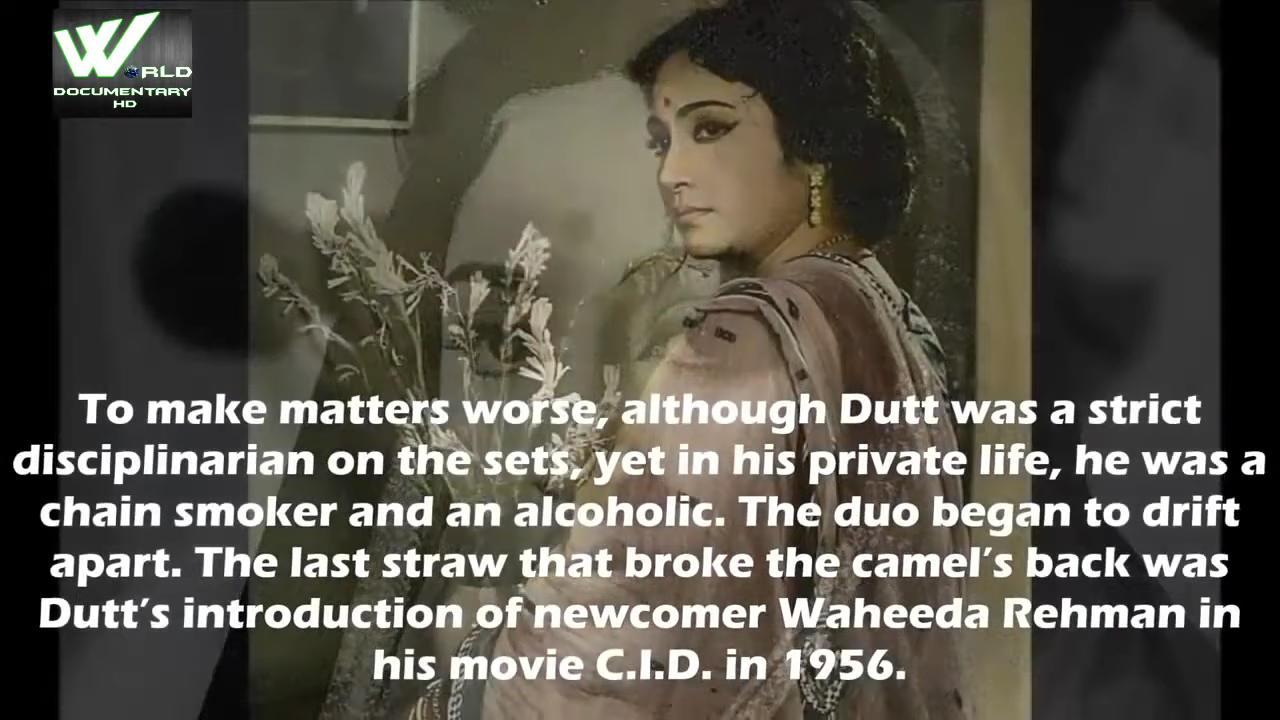 WORLD
DOCUMENTARY
HD
To make matters worse, although Dutt was a strict
disciplinarian on the sets, yet in his private life, he was a
chain smoker and an alcoholic. The duo began to drift
apart. The last straw that broke the camel’s back was
Dutt’s introduction of newcomer Waheeda Rehman in
his movie C.I.D. in 1956.